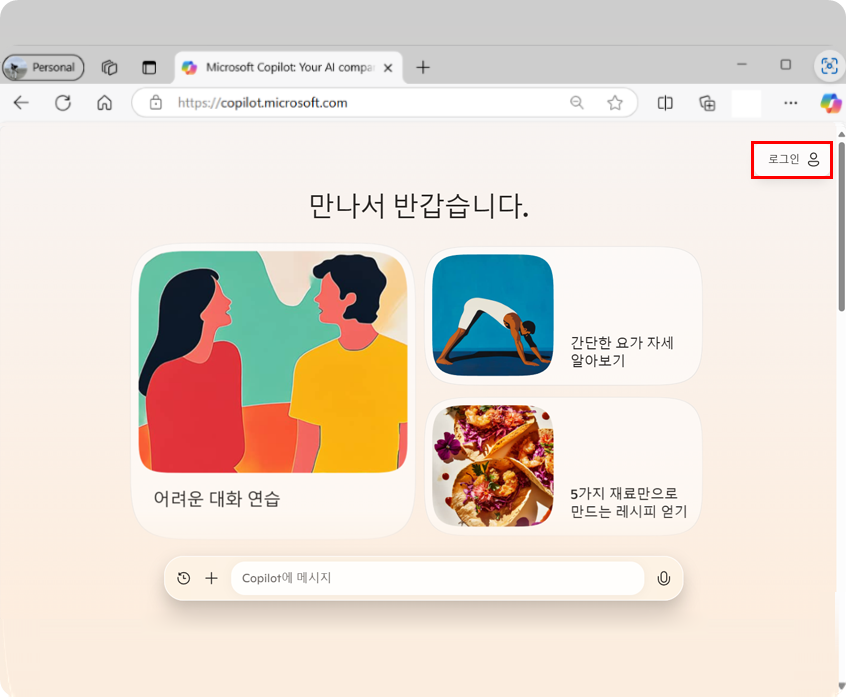 Personal
Microsoft Copilot: Your AI compa
https://copilot.microsoft.com
로그인
만나서 반갑습니다.
어려운 대화 연습
간단한 요가 자세
알아보기
5가지 재료만으로
만드는 레시피 얻기
Copilot에 메시지